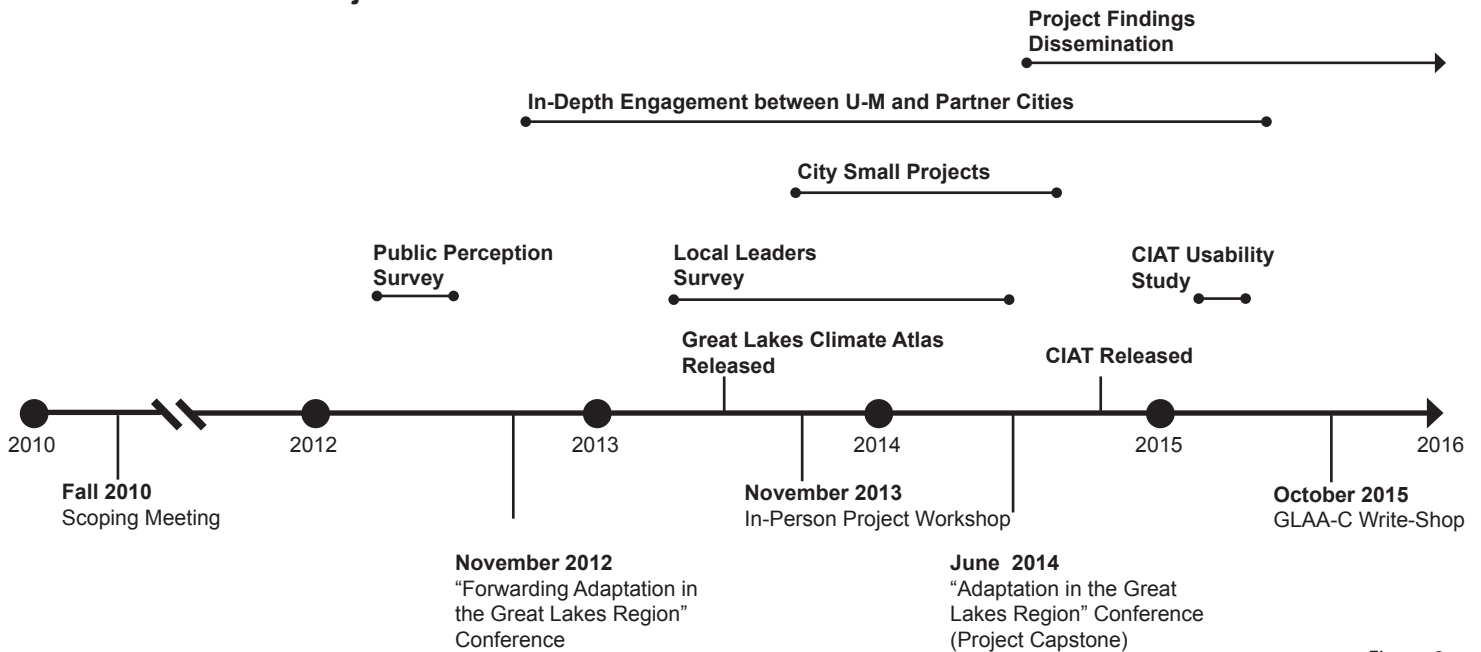 Project Findings
Dissemination
In-Depth Engagement between U-M and Partner Cities
City Small Projects
Public Perception
Survey
Local Leaders
Survey
CIAT Usability
Study
Great Lakes Climate Atlas
Released
CIAT Released
2010
2012
2013
2014
2015
2016
Fall 2010
Scoping Meeting
November 2013
In-Person Project Workshop
October 2015
GLAA-C Write-Shop
November 2012
“Forwarding Adaptation in
the Great Lakes Region”
Conference
June  2014
“Adaptation in the Great
Lakes Region” Conference
(Project Capstone)